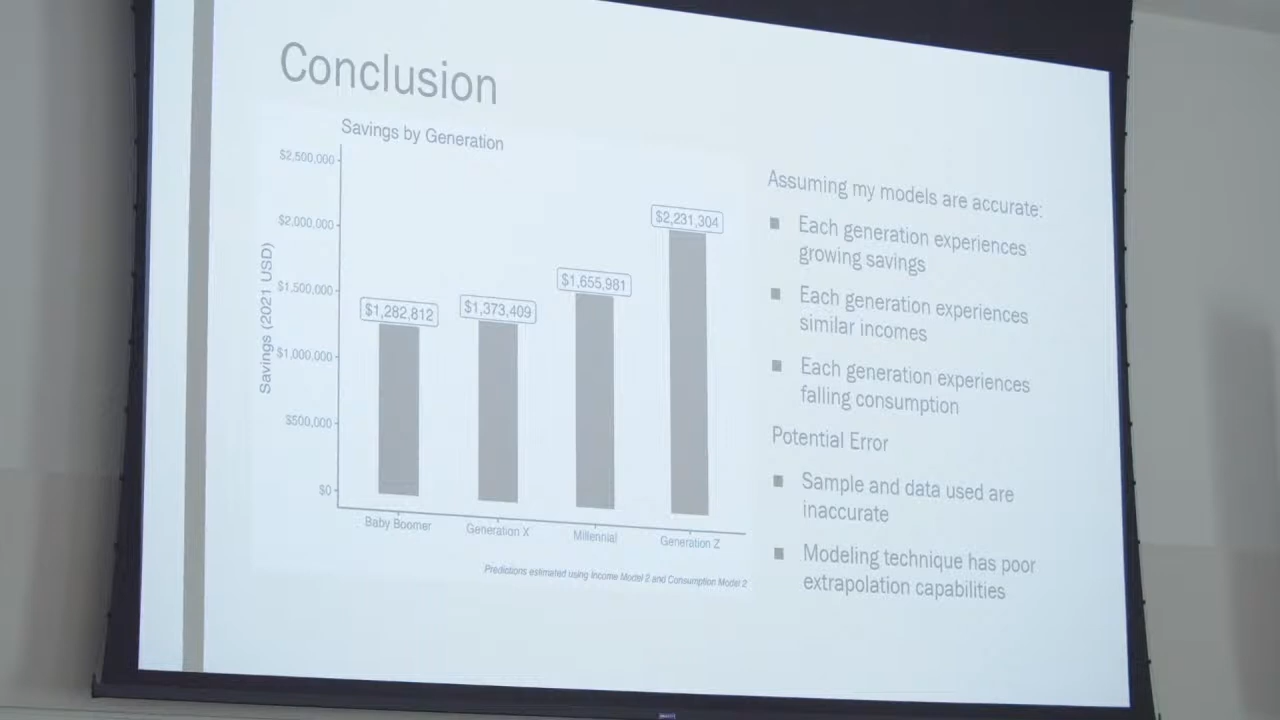 Conclusion
Savings by Generation
$2,500,000
$2,000,000
$1,500,000
$1,000,000
$500,000
$0
Savings (2021 USD)
$1,282,812
$1,373,409
$1,655,981
$2,231,304
Baby Boomer
Generation X
Millennial
Generation Z
Predictions estimated using Income Model 2 and Consumption Model 2
Assuming my models are accurate:
Each generation experiences
growing savings
Each generation experiences
similar incomes
Each generation experiences
falling consumption
Potential Error
Sample and data used are
inaccurate
Modeling technique has poor
extrapolation capabilities